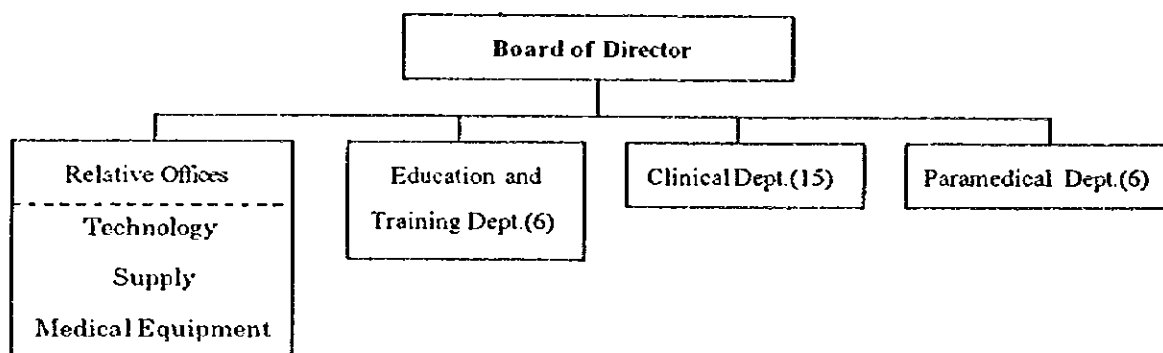 Board of Director
Relative Offices
Technology
Supply
Medical Equipment
Education and
Training Dept.(6)
Clinical Dept.(15)
Paramedical Dept.(6)